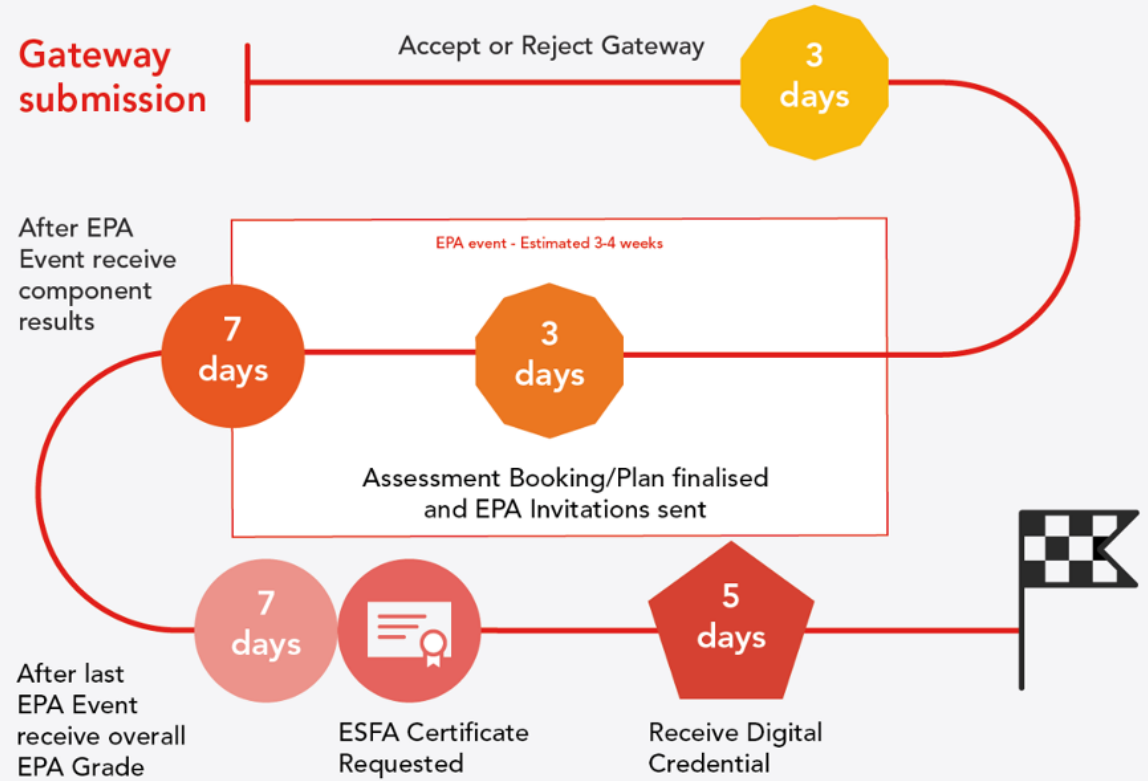 Gateway
submission
Accept or Reject Gateway
3
days
EPA event - Estimated 3-4 weeks
3
days
Assessment Booking/Plan finalised
and EPA Invitations sent
After EPA
Event receive
component
results
7
days
7
days
After last
EPA Event
receive overall
EPA Grade
ESFA Certificate
Requested
5
days
Receive Digital
Credential